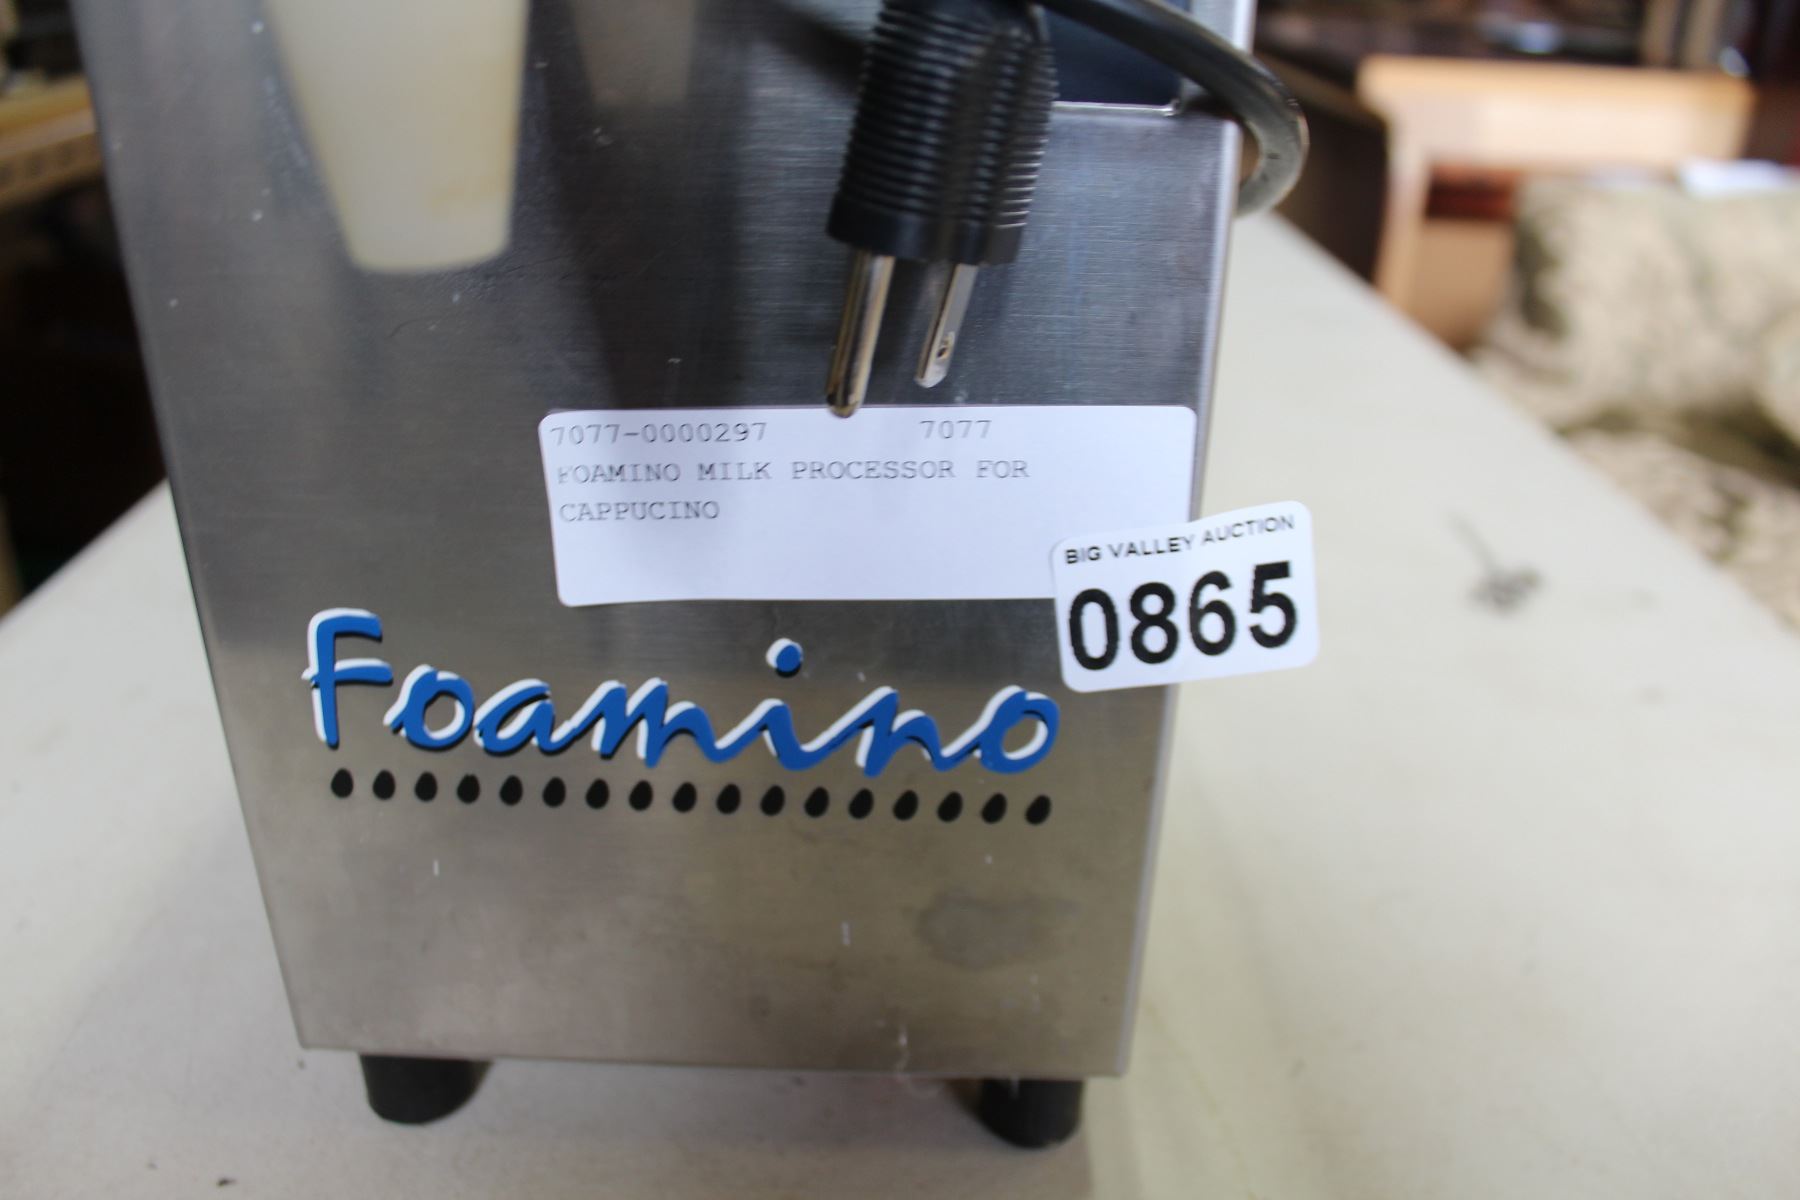 7077-0000297 7077
FOAMINO MILK PROCESSOR FOR
CAPPUCINO
BIG VALLEY AUCTION
0865
Foamino